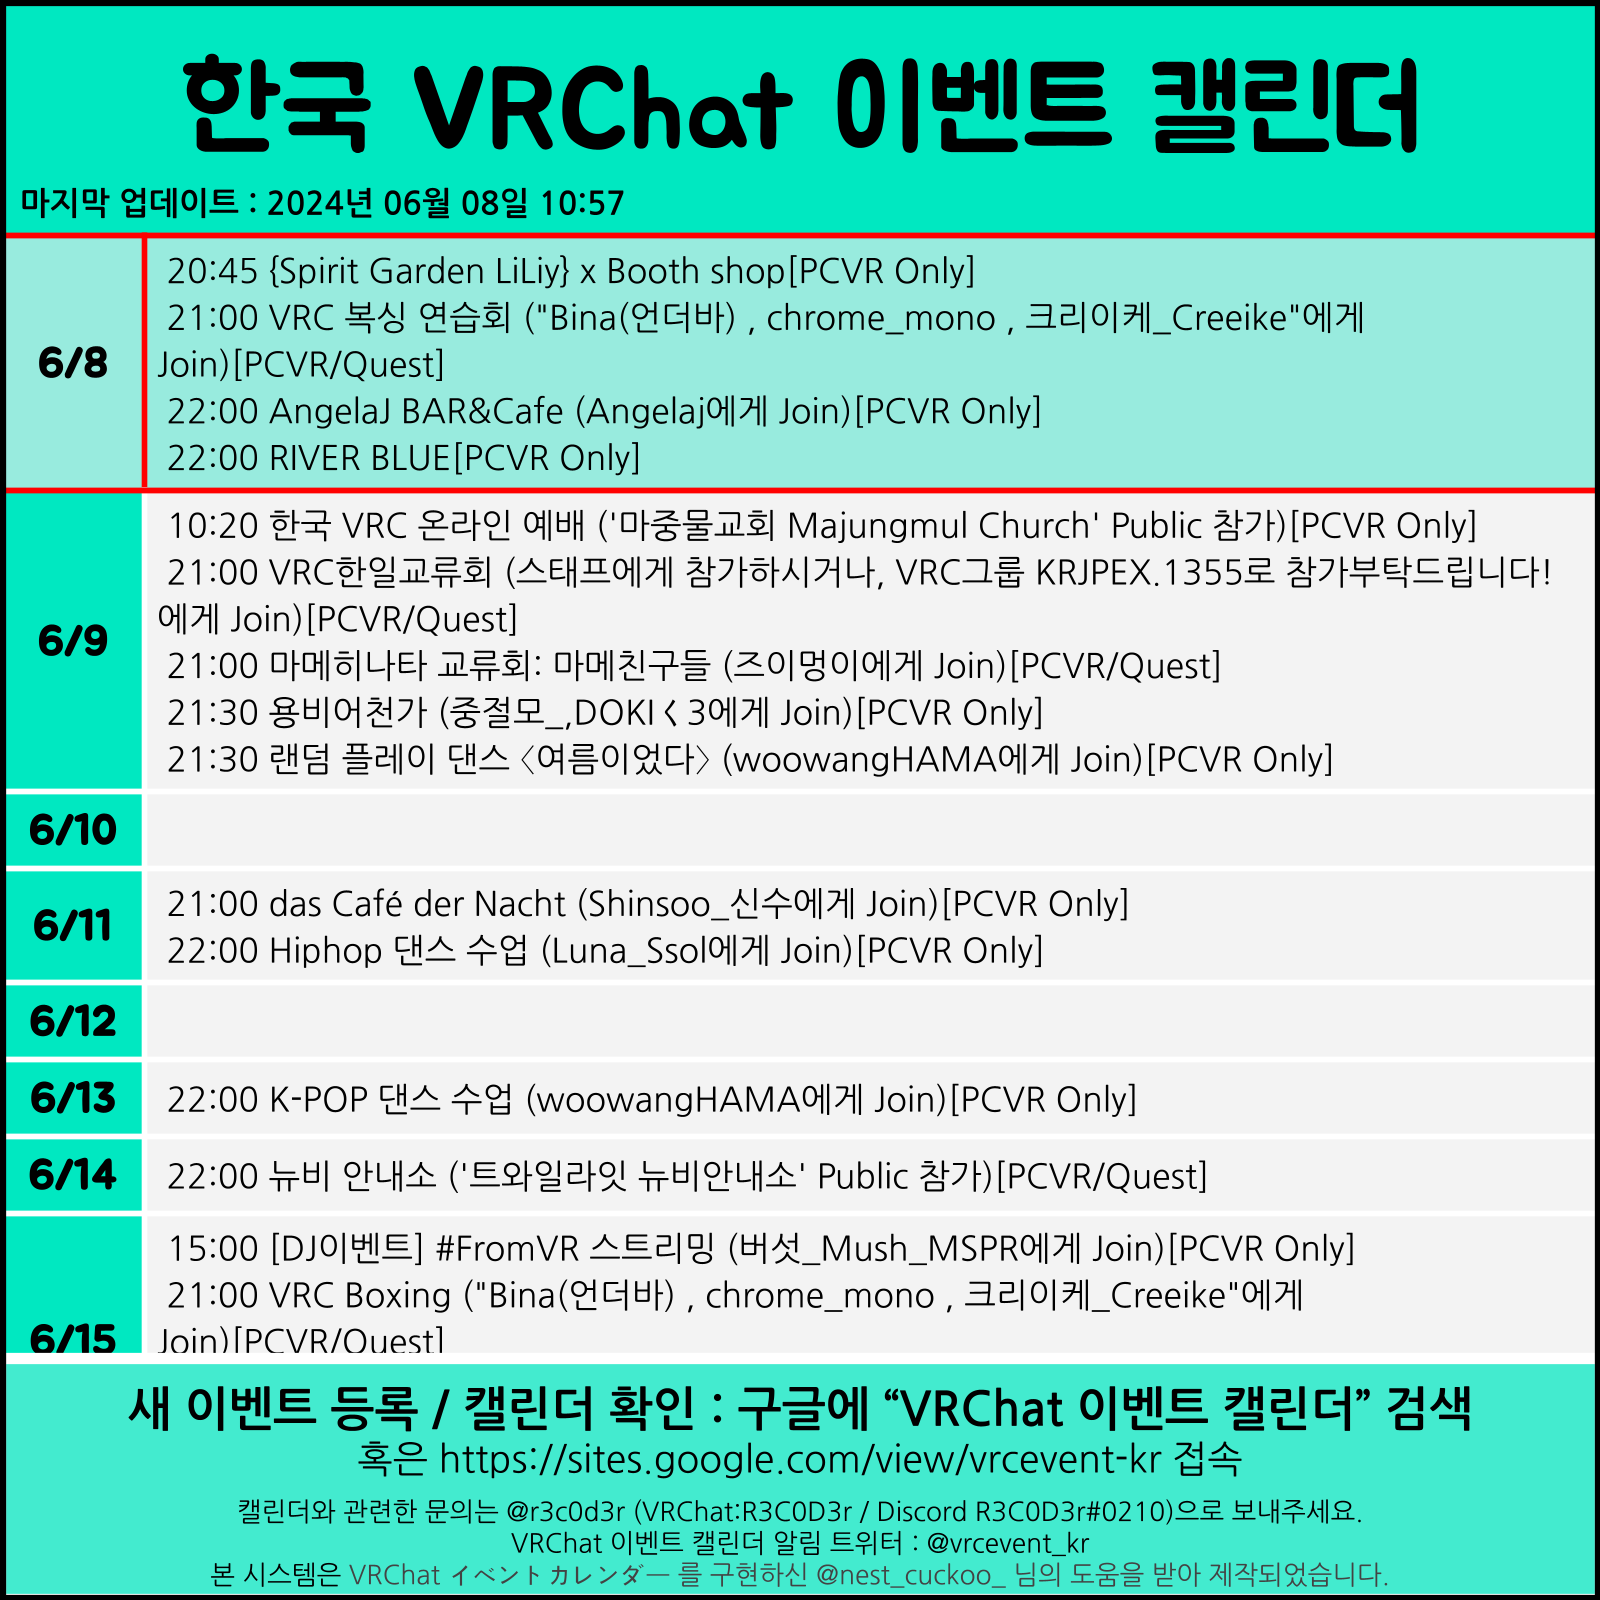 한국 VRChat 이벤트 캘린더
마지막 업데이트 : 2024년 06월 08일 10:57
6/8
20:45 {Spirit Garden LiLiy} x Booth shop[PCVR Only]
21:00 VRC 복싱 연습회 ("Bina(언더바) , chrome_mono , 크리이케_Creeike"에게
Join)[PCVR/Quest]
22:00 AngelaJ BAR&Cafe (Angelaj에게 Join)[PCVR Only]
22:00 RIVER BLUE[PCVR Only]
6/9
10:20 한국 VRC 온라인 예배 ('마중물교회 Majungmul Church' Public 참가)[PCVR Only]
21:00 VRC한일교류회 (스태프에게 참가하시거나, VRC그룹 KRJPEX.1355로 참가부탁드립니다!
에게 Join)[PCVR/Quest]
21:00 마메히나타 교류회: 마메친구들 (즈이멍이에게 Join)[PCVR/Quest]
21:30 용비어천가 (중절모_,DOKIく3에게 Join)[PCVR Only]
21:30 랜덤 플레이 댄스 〈여름이었다〉 (woowangHAMA에게 Join)[PCVR Only]
6/10
6/11
21:00 das Café der Nacht (Shinsoo_신수에게 Join)[PCVR Only]
22:00 Hiphop 댄스 수업 (Luna_Ssol에게 Join)[PCVR Only]
6/12
6/13
22:00 K-POP 댄스 수업 (woowangHAMA에게 Join)[PCVR Only]
6/14
22:00 뉴비 안내소 ('트와일라잇 뉴비안내소' Public 참가)[PCVR/Quest]
6/15
15:00 [DJ이벤트] #FromVR 스트리밍 (버섯_Mush_MSPR에게 Join)[PCVR Only]
21:00 VRC Boxing ("Bina(언더바) , chrome_mono , 크리이케_Creeike"에게
Join)[PCVR/Quest]
새 이벤트 등록 / 캘린더 확인 : 구글에 “VRChat 이벤트 캘린더” 검색
혹은 https://sites.google.com/view/vrcevent-kr 접속
캘린더와 관련한 문의는 @r3c0d3r (VRChat:R3C0D3r / Discord R3C0D3r#0210)으로 보내주세요.
VRChat 이벤트 캘린더 알림 트위터 : @vrcevent_kr
본 시스템은 VRChat イベントカレンダー 를 구현하신 @nest_cuckoo_ 님의 도움을 받아 제작되었습니다.